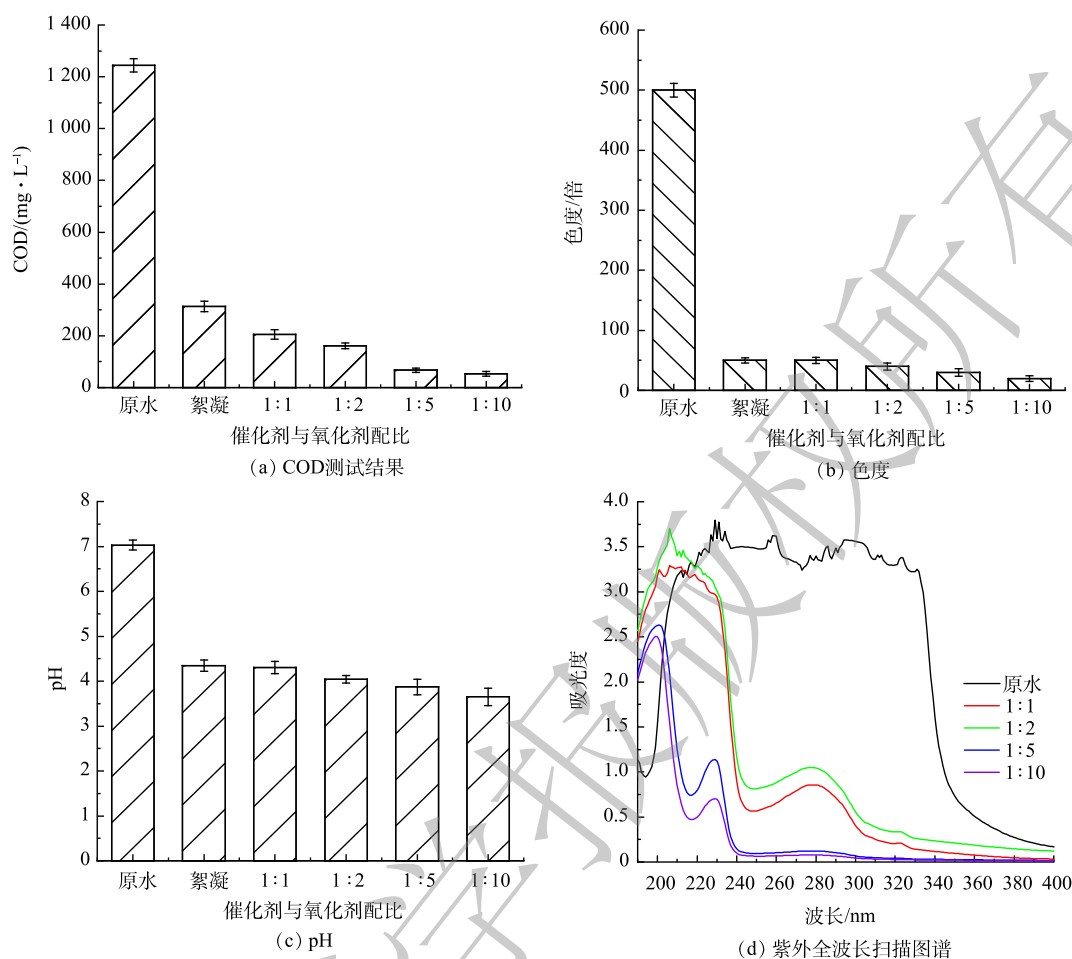 1 400
1 200
1 000
800
600
400
200
0
COD/(mg·L⁻¹)
原水 絮凝 1∶1 1∶2 1∶5 1∶10
催化剂与氧化剂配比
(a) COD测试结果
600
500
400
300
200
100
0
色度/倍
原水 絮凝 1∶1 1∶2 1∶5 1∶10
催化剂与氧化剂配比
(b) 色度
8
7
6
5
4
3
2
1
0
pH
原水 絮凝 1∶1 1∶2 1∶5 1∶10
催化剂与氧化剂配比
(c) pH
4.0
3.5
3.0
2.5
2.0
1.5
1.0
0.5
0
吸光度
原水
1∶1
1∶2
1∶5
1∶10
200 220 240 260 280 300 320 340 360 380 400
波长/nm
(d) 紫外全波长扫描图谱
学报版权所有